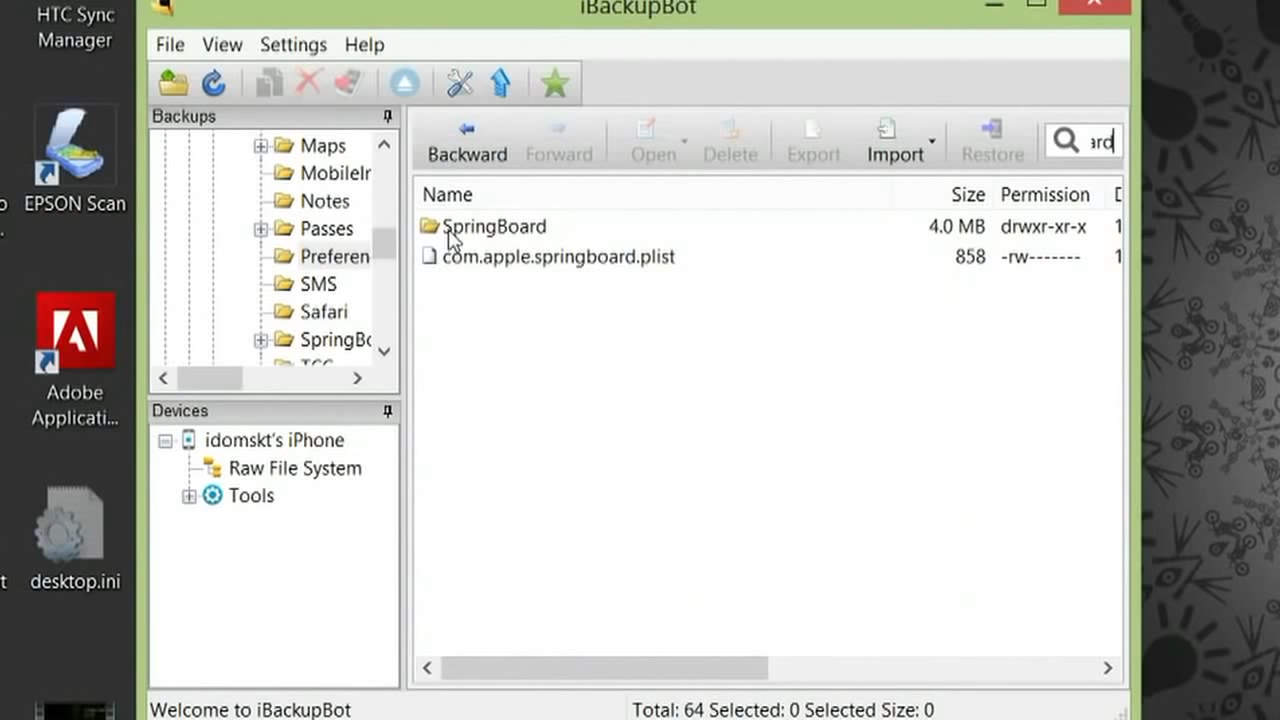 HTC Sync
Manager
EPSON Scan
Adobe
Applicati...
desktop.ini
iBackupBot
File View Settings Help
Backups
Maps
MobileIn
Notes
Passes
Preferen
SMS
Safari
SpringBo
Devices
idomskt's iPhone
Raw File System
Tools
Backward Forward Open Delete Export Import Restore
Name Size Permission
SpringBoard 4.0 MB drwxr-xr-x
com.apple.springboard.plist 858 -rw-------
Welcome to iBackupBot
Total: 64 Selected: 0 Selected Size: 0